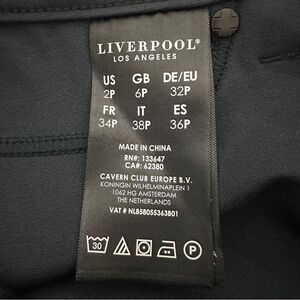 LIVERPOOL®
LOS ANGELES
US GB DE/EU
2P 6P 32P
FR IT ES
34P 38P 36P
MADE IN CHINA
RN#: 133647
CA#: 62380
CAVERN CLUB EUROPE B.V.
KONINGIN WILHELMINAPLEIN 1
1062 HG AMSTERDAM
THE NETHERLANDS
VAT # NL858055363B01
30 P